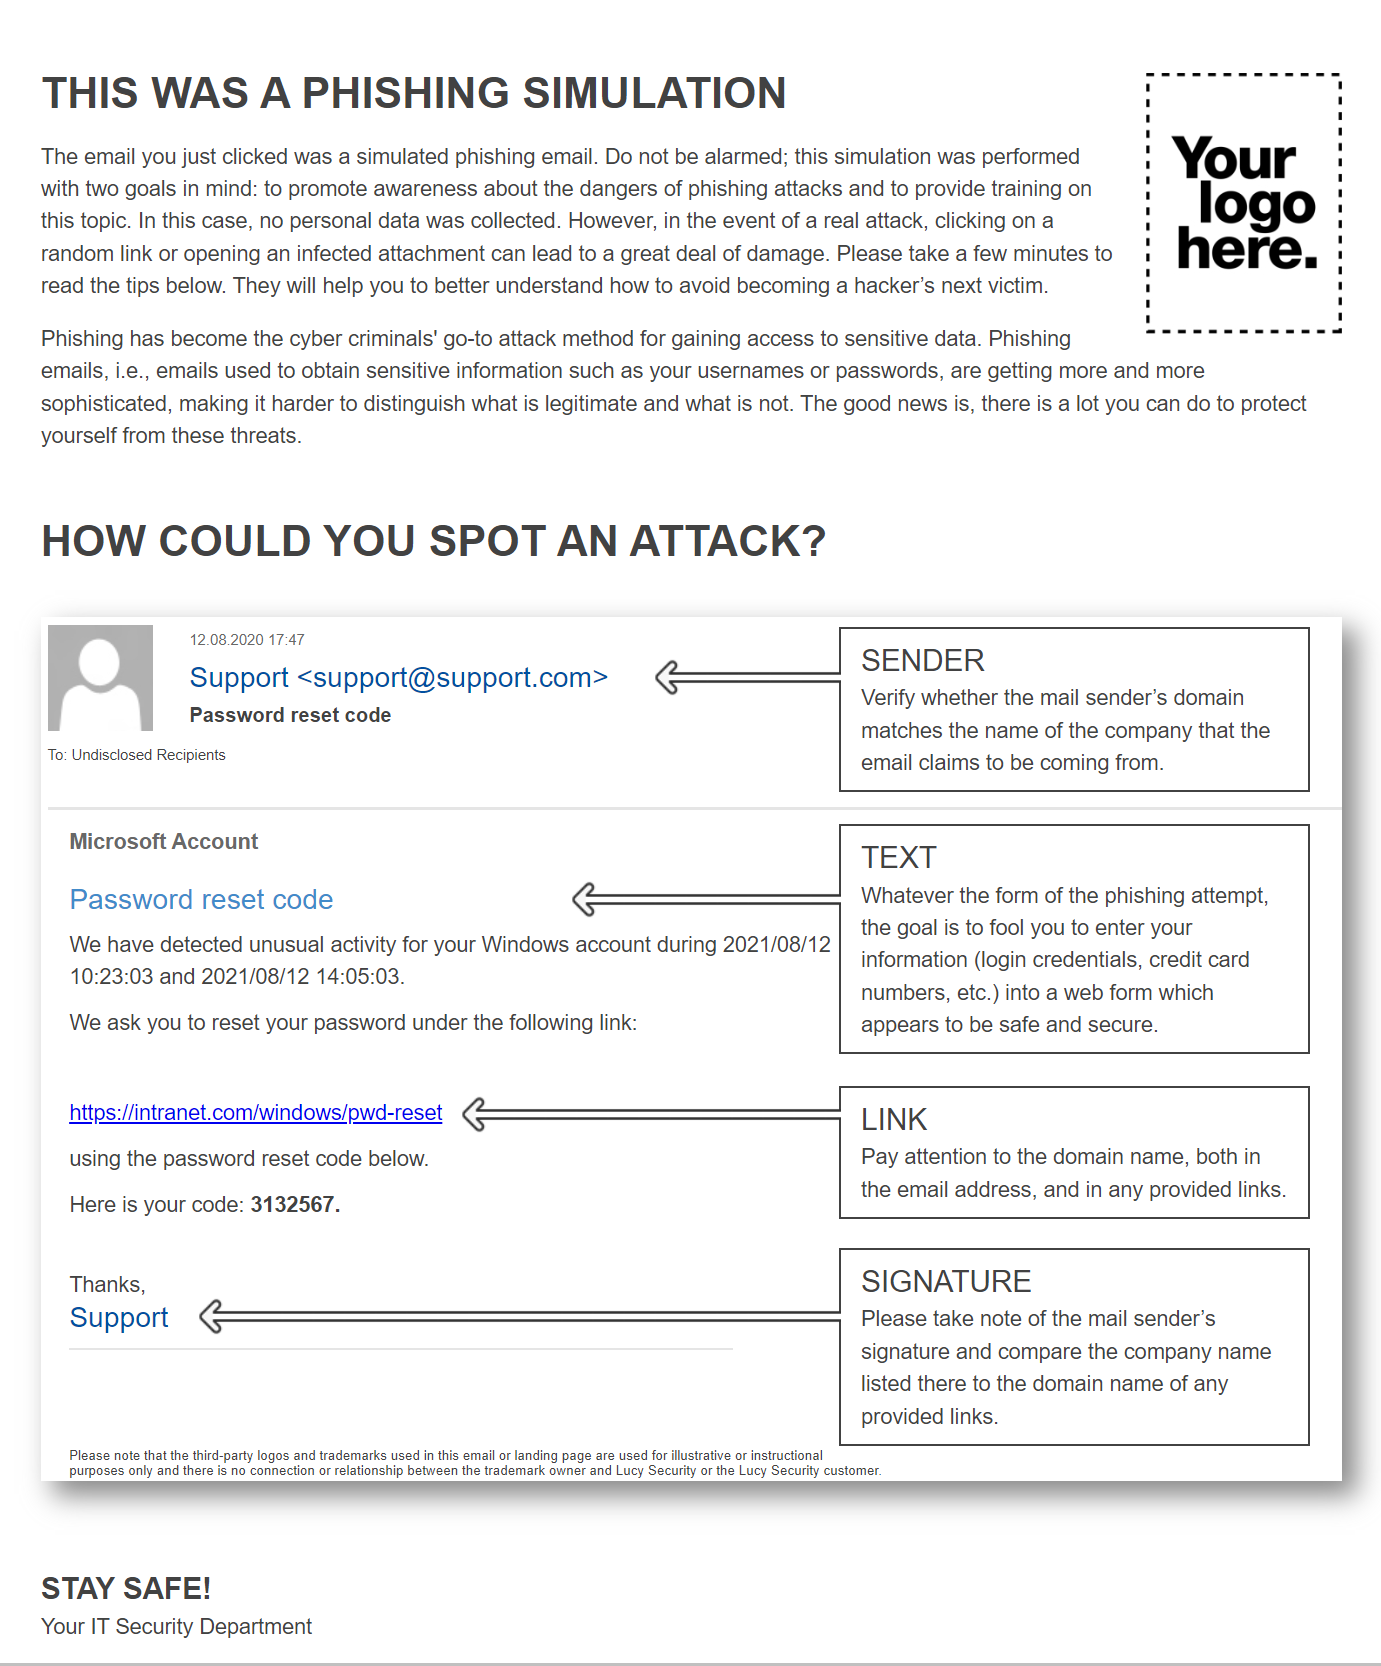 THIS WAS A PHISHING SIMULATION
Your
logo
here.
The email you just clicked was a simulated phishing email. Do not be alarmed; this simulation was performed
with two goals in mind: to promote awareness about the dangers of phishing attacks and to provide training on
this topic. In this case, no personal data was collected. However, in the event of a real attack, clicking on a
random link or opening an infected attachment can lead to a great deal of damage. Please take a few minutes to
read the tips below. They will help you to better understand how to avoid becoming a hacker’s next victim.
Phishing has become the cyber criminals' go-to attack method for gaining access to sensitive data. Phishing
emails, i.e., emails used to obtain sensitive information such as your usernames or passwords, are getting more and more
sophisticated, making it harder to distinguish what is legitimate and what is not. The good news is, there is a lot you can do to protect
yourself from these threats.
HOW COULD YOU SPOT AN ATTACK?
12.08.2020 17:47
Support <support@support.com>
Password reset code
To: Undisclosed Recipients
SENDER
Verify whether the mail sender’s domain
matches the name of the company that the
email claims to be coming from.
Microsoft Account
Password reset code
We have detected unusual activity for your Windows account during 2021/08/12
10:23:03 and 2021/08/12 14:05:03.
We ask you to reset your password under the following link:
TEXT
Whatever the form of the phishing attempt,
the goal is to fool you to enter your
information (login credentials, credit card
numbers, etc.) into a web form which
appears to be safe and secure.
https://intranet.com/windows/pwd-reset
using the password reset code below.
Here is your code: 3132567.
LINK
Pay attention to the domain name, both in
the email address, and in any provided links.
Thanks,
Support
SIGNATURE
Please take note of the mail sender’s
signature and compare the company name
listed there to the domain name of any
provided links.
Please note that the third-party logos and trademarks used in this email or landing page are used for illustrative or instructional
purposes only and there is no connection or relationship between the trademark owner and Lucy Security or the Lucy Security customer.
STAY SAFE!
Your IT Security Department